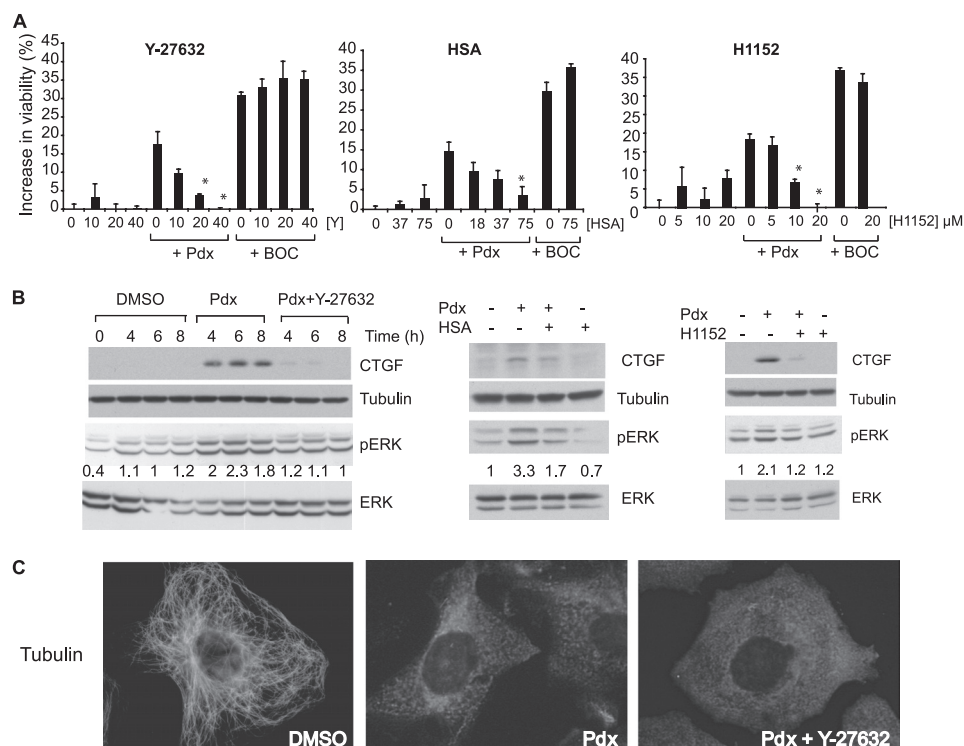 A
Y-27632
HSA
H1152
Increase in viability (%)
45
40
35
30
25
20
15
10
5
0
* *
0 10 20 40 0 10 20 40 0 10 20 40 [Y]
+ Pdx + BOC
40
35
30
25
20
15
10
5
0
*
0 37 75 0 18 37 75 0 75 [HSA]
+ Pdx + BOC
40
35
30
25
20
15
10
5
0
* *
0 5 10 20 0 5 10 20 0 20 [H1152] µM
+ Pdx + BOC
B
DMSO Pdx Pdx+Y-27632
0 4 6 8 4 6 8 4 6 8 Time (h)
CTGF
Tubulin
pERK
0.4 1.1 1 1.2 2 2.3 1.8 1.2 1.1 1
ERK
Pdx - + + -
HSA - - + +
CTGF
Tubulin
pERK
1 3.3 1.7 0.7
ERK
Pdx - + + -
H1152 - - + +
CTGF
Tubulin
pERK
1 2.1 1.2 1.2
ERK
C
Tubulin
DMSO
Pdx
Pdx + Y-27632